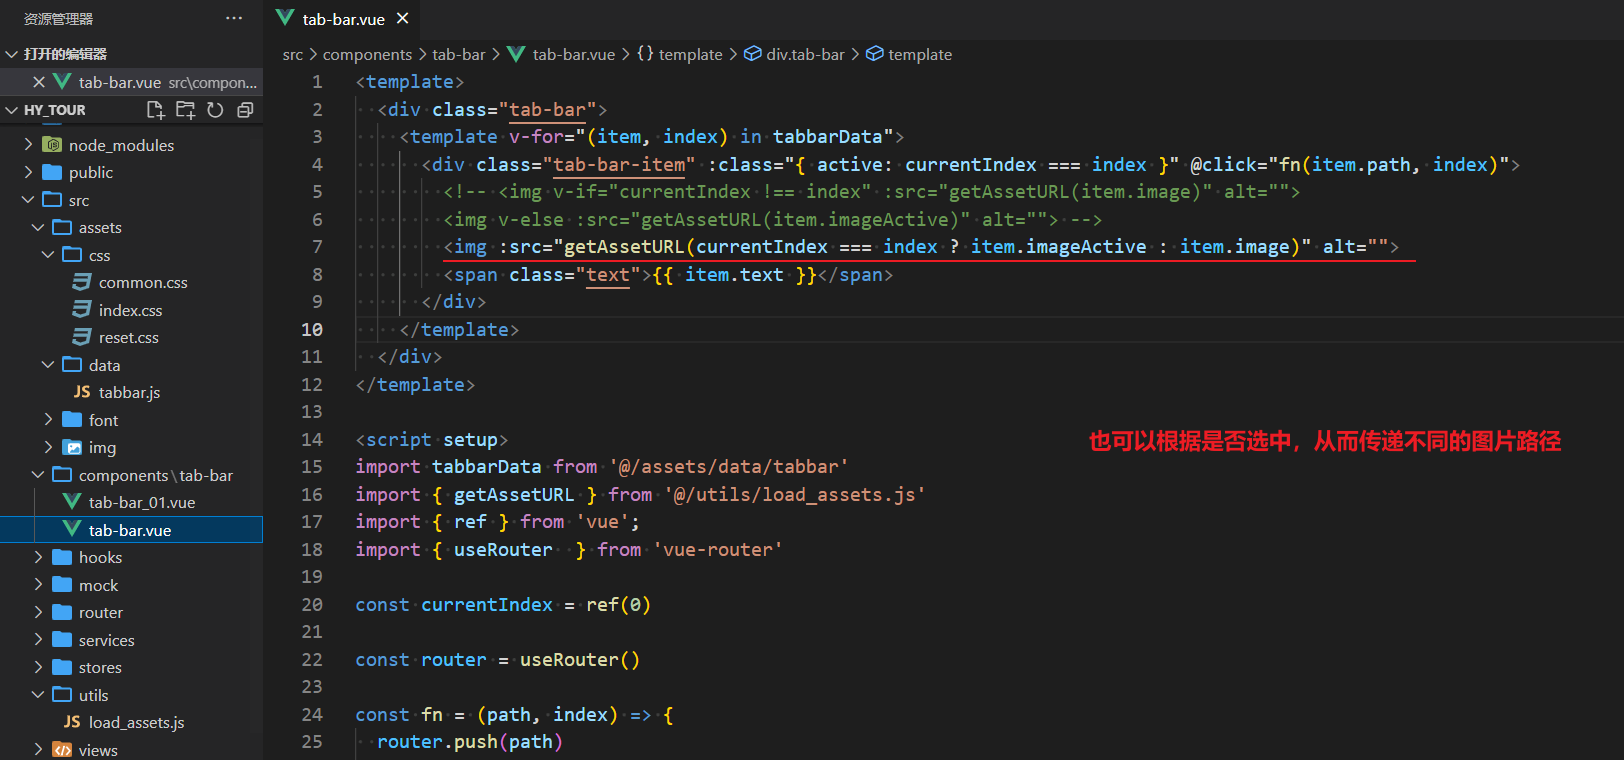 资源管理器
···
打开的编辑器
tab-bar.vue src\compon...
HY_TOUR
node_modules
public
src
assets
css
common.css
index.css
reset.css
data
JS tabbar.js
font
img
components\tab-bar
tab-bar_01.vue
tab-bar.vue
hooks
mock
router
services
stores
utils
JS load_assets.js
views
tab-bar.vue
src > components > tab-bar > tab-bar.vue > {} template > div.tab-bar > template
1 <template>
2 <div class="tab-bar">
3 <template v-for="(item, index) in tabbarData">
4 <div class="tab-bar-item" :class="{ active: currentIndex === index }" @click="fn(item.path, index)">
5 <!-- <img v-if="currentIndex !== index" :src="getAssetURL(item.image)" alt="">
6 <img v-else :src="getAssetURL(item.imageActive)" alt=""> -->
7 <img :src="getAssetURL(currentIndex === index ? item.imageActive : item.image)" alt="">
8 <span class="text">{{ item.text }}</span>
9 </div>
10 </template>
11 </div>
12 </template>
13
14 <script setup>
也可以根据是否选中，从而传递不同的图片路径
15 import tabbarData from '@/assets/data/tabbar'
16 import { getAssetURL } from '@/utils/load_assets.js'
17 import { ref } from 'vue';
18 import { useRouter  } from 'vue-router'
19
20 const currentIndex = ref(0)
21
22 const router = useRouter()
23
24 const fn = (path, index) => {
25 router.push(path)